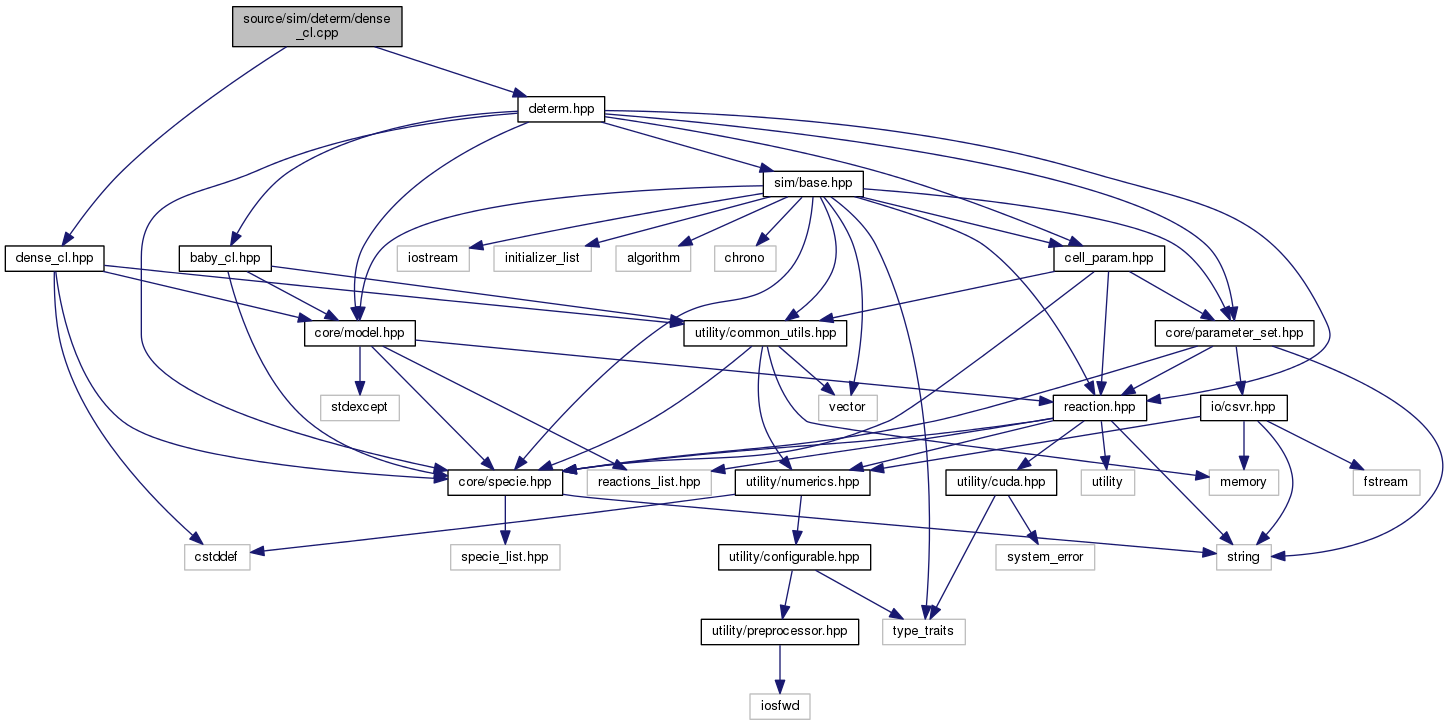 source/sim/determ/dense
_cl.cpp
determ.hpp
sim/base.hpp
dense_cl.hpp
baby_cl.hpp
iostream
initializer_list
algorithm
chrono
cell_param.hpp
core/model.hpp
utility/common_utils.hpp
core/parameter_set.hpp
stdexcept
vector
reaction.hpp
io/csvr.hpp
core/specie.hpp
reactions_list.hpp
utility/numerics.hpp
utility/cuda.hpp
utility
memory
fstream
cstddef
specie_list.hpp
utility/configurable.hpp
system_error
string
utility/preprocessor.hpp
type_traits
iosfwd